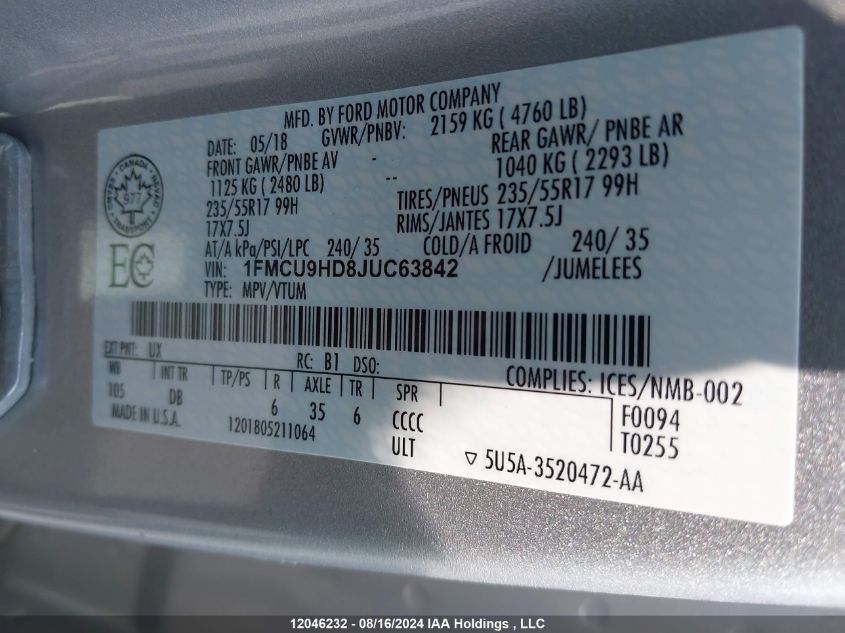 MFD. BY FORD MOTOR COMPANY
DATE: 05/18 GVWR/PNBV: 2159 KG ( 4760 LB)
FRONT GAWR/PNBE AV - REAR GAWR/ PNBE AR
1125 KG ( 2480 LB) -- 1040 KG ( 2293 LB)
235/55R17 99H TIRES/PNEUS 235/55R17 99H
17X7.5J RIMS/JANTES 17X7.5J
AT/A kPa/PSI/LPC 240/ 35 COLD/A FROID 240/ 35
VIN: 1FMCU9HD8JUC63842 /JUMELEES
TYPE: MPV/VTUM
CANADA
TRANSPORT
977
EC
EXT PNT: UX RC: B1 DSO:
COMPLIES: ICES/NMB-002
WB INT TR TP/PS R AXLE TR SPR
105 DB 6 35 6 CCCC F0094
MADE IN U.S.A. 1201805211064 ULT T0255
▽ 5U5A-3520472-AA
12046232 - 08/16/2024 IAA Holdings , LLC